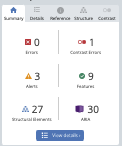 Summary Details Reference Structure Contrast
0 1
Errors Contrast Errors
3 9
Alerts Features
27 30
Structural Elements ARIA
View details ›